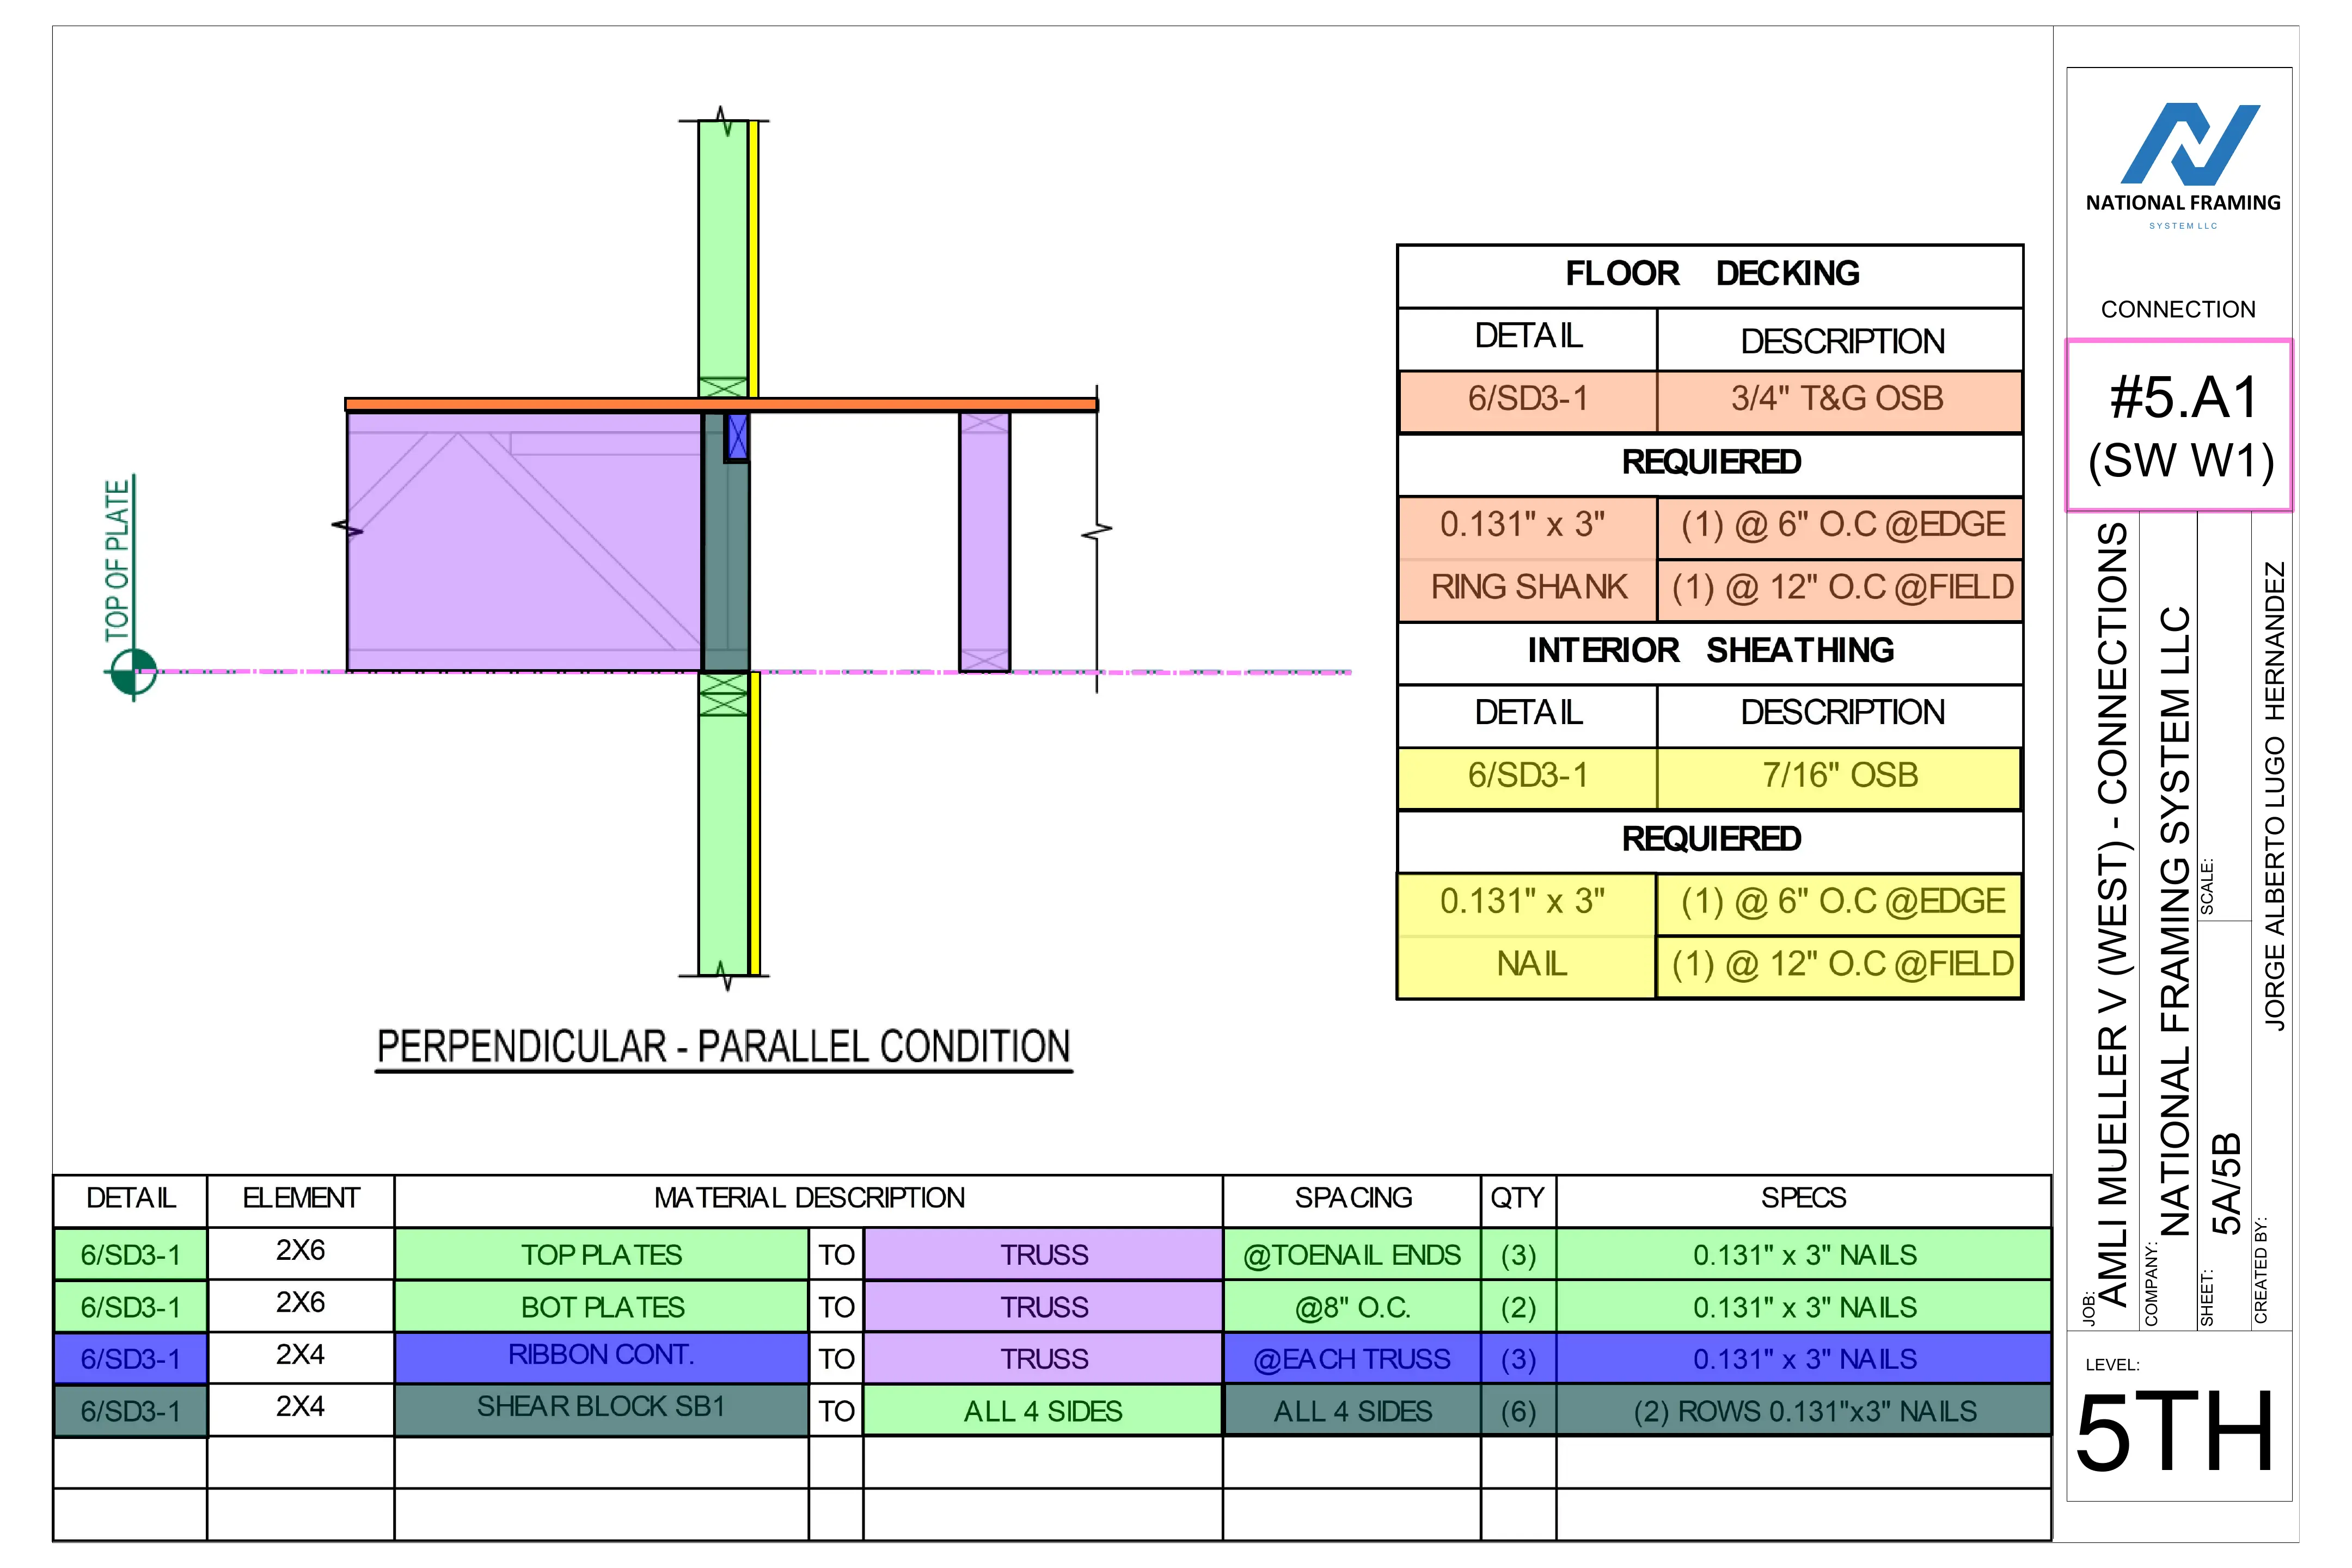 TOP OF PLATE
PERPENDICULAR - PARALLEL CONDITION
FLOOR DECKING
DETAIL DESCRIPTION
6/SD3-1 3/4" T&G OSB
REQUIERED
0.131" x 3" (1) @ 6" O.C @EDGE
RING SHANK (1) @ 12" O.C @FIELD
INTERIOR SHEATHING
DETAIL DESCRIPTION
6/SD3-1 7/16" OSB
REQUIERED
0.131" x 3" (1) @ 6" O.C @EDGE
NAIL (1) @ 12" O.C @FIELD
DETAIL ELEMENT MATERIAL DESCRIPTION SPACING QTY SPECS
6/SD3-1 2X6 TOP PLATES TO TRUSS @TOENAIL ENDS (3) 0.131" x 3" NAILS
6/SD3-1 2X6 BOT PLATES TO TRUSS @8" O.C. (2) 0.131" x 3" NAILS
6/SD3-1 2X4 RIBBON CONT. TO TRUSS @EACH TRUSS (3) 0.131" x 3" NAILS
6/SD3-1 2X4 SHEAR BLOCK SB1 TO ALL 4 SIDES ALL 4 SIDES (6) (2) ROWS 0.131"x3" NAILS
NATIONAL FRAMING
SYSTEM LLC
CONNECTION
#5.A1
(SW W1)
JOB: AMLI MUELLER V (WEST) - CONNECTIONS
COMPANY: NATIONAL FRAMING SYSTEM LLC
SHEET: 5A/5B
SCALE:
CREATED BY: JORGE ALBERTO LUGO HERNANDEZ
LEVEL:
5TH